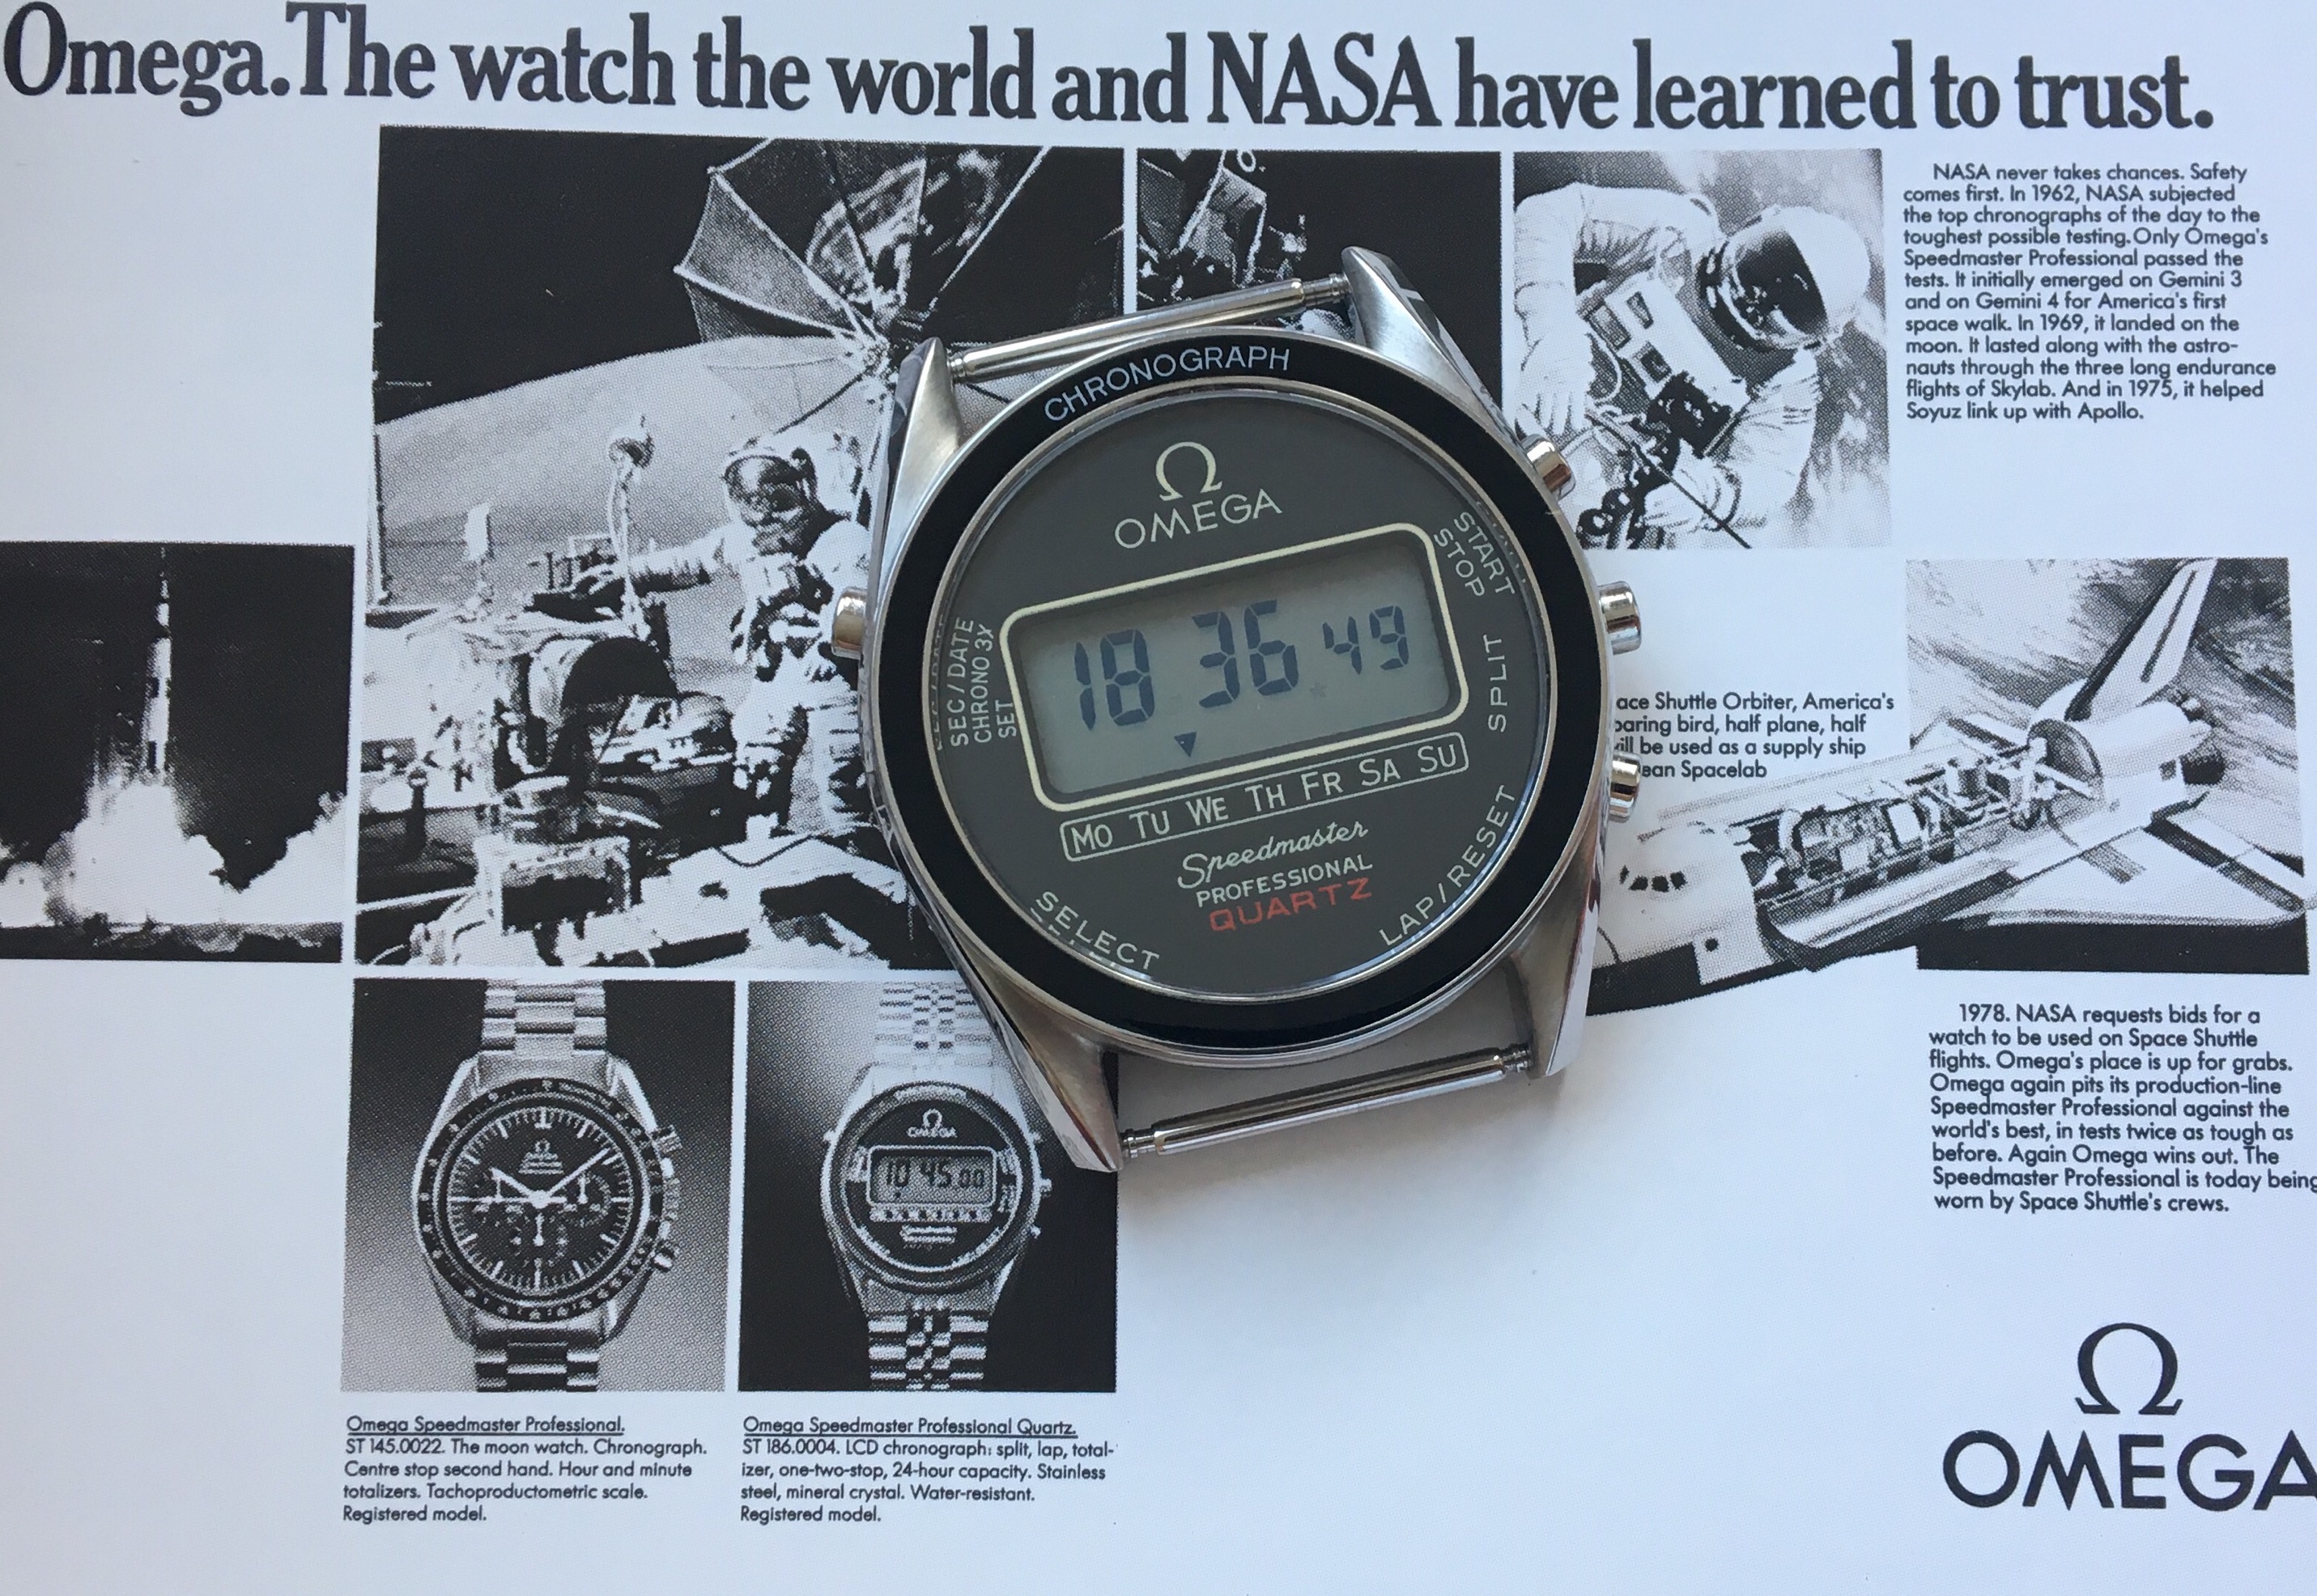 Omega. The watch the world and NASA have learned to trust.
NASA never takes chances. Safety
comes first. In 1962, NASA subjected
the top chronographs of the day to the
toughest possible testing. Only Omega's
Speedmaster Professional passed the
tests. It initially emerged on Gemini 3
and on Gemini 4 for America's first
space walk. In 1969, it landed on the
moon. It lasted along with the astro-
nauts through the three long endurance
flights of Skylab. And in 1975, it helped
Soyuz link up with Apollo.
CHRONOGRAPH
Ω
OMEGA
START
STOP
SEC/DATE
CHRONO 3X
SET
18 36 49
SPLIT
MO TU WE TH FR SA SU
Speedmaster
PROFESSIONAL
QUARTZ
SELECT
LAP/RESET
ace Shuttle Orbiter, America's
oaring bird, half plane, half
ill be used as a supply ship
ean Spacelab
1978. NASA requests bids for a
watch to be used on Space Shuttle
flights. Omega's place is up for grabs.
Omega again pits its production-line
Speedmaster Professional against the
world's best, in tests twice as tough as
before. Again Omega wins out. The
Speedmaster Professional is today being
worn by Space Shuttle's crews.
Ω
OMEGA
10 45 00
Omega Speedmaster Professional.
ST 145.0022. The moon watch. Chronograph.
Centre stop second hand. Hour and minute
totalizers. Tachoproductometric scale.
Registered model.
Omega Speedmaster Professional Quartz.
ST 186.0004. LCD chronograph: split, lap, total-
izer, one-two-stop, 24-hour capacity. Stainless
steel, mineral crystal. Water-resistant.
Registered model.
Ω
OMEGA